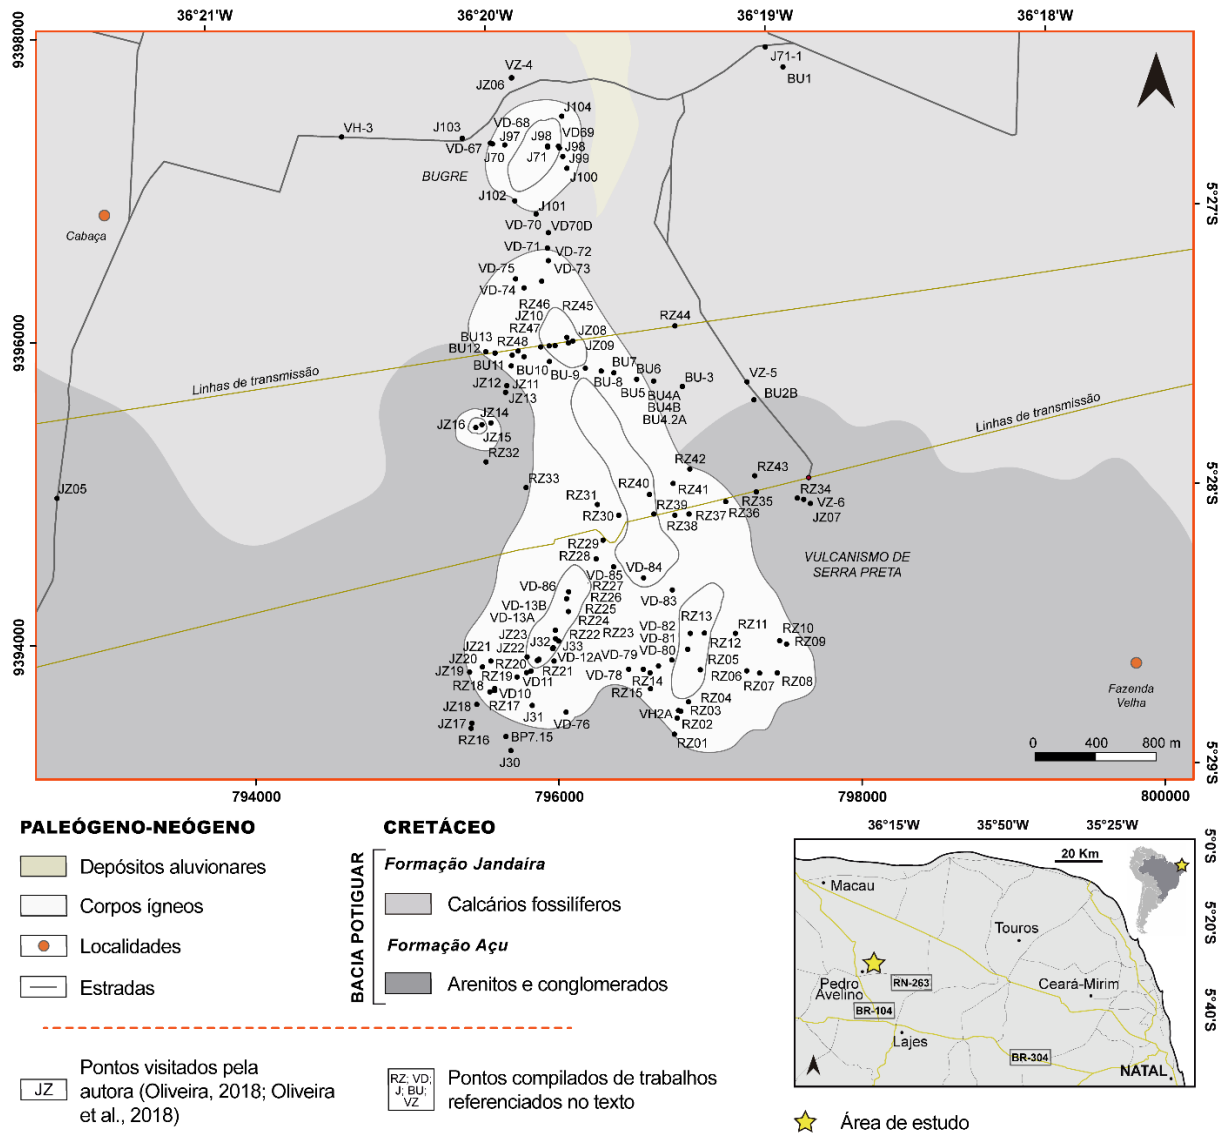 36°21'W
36°20'W
36°19'W
36°18'W
9398000
9396000
9394000
5°27'S
5°28'S
5°29'S
794000
796000
798000
800000
J71-1
BU1
VZ-4
JZ06
J104
VH-3
J103
VD-68
J97
J98
VD69
VD-67
J70
J71
J98
J99
J100
BUGRE
J102
J101
VD-70
VD70D
Cabaça
VD-71
VD-72
VD-75
VD-73
VD-74
RZ46
RZ45
JZ10
RZ47
JZ08
RZ44
BU13
RZ48
JZ09
BU12
BU11
BU10
BU-9
BU7
BU-8
BU6
BU5
BU-3
BU4A
BU4B
BU4.2A
VZ-5
BU2B
Linhas de transmissão
Linhas de transmissão
JZ12
JZ11
JZ13
JZ14
JZ16
JZ15
RZ32
RZ33
JZ05
RZ42
RZ43
RZ41
RZ40
RZ31
RZ30
RZ39
RZ38
RZ37
RZ36
RZ35
RZ34
VZ-6
JZ07
RZ29
RZ28
VULCANISMO DE
SERRA PRETA
VD-84
VD-85
VD-86
RZ27
RZ26
VD-83
VD-13B
RZ25
VD-13A
RZ24
RZ13
JZ23
RZ22
RZ23
VD-82
RZ11
RZ10
J32
J33
VD-81
RZ12
RZ09
JZ21
JZ22
VD-12A
VD-79
VD-80
RZ05
JZ20
RZ20
JZ19
RZ19
RZ21
VD-78
RZ14
RZ06
RZ07
RZ08
RZ18
VD11
VD10
RZ15
RZ04
JZ18
RZ17
J31
VD-76
VH2A
RZ03
RZ02
JZ17
RZ16
BP7.15
RZ01
J30
Fazenda
Velha
0 400 800 m
PALEÓGENO-NEÓGENO
Depósitos aluvionares
Corpos ígneos
Localidades
Estradas
CRETÁCEO
BACIA POTIGUAR
Formação Jandaira
Calcários fossilíferos
Formação Açu
Arenitos e conglomerados
JZ
Pontos visitados pela
autora (Oliveira, 2018; Oliveira
et al., 2018)
RZ; VD;
J; BU;
VZ
Pontos compilados de trabalhos
referenciados no texto
36°15'W
35°50'W
35°25'W
5°0'S
5°20'S
5°40'S
20 Km
Macau
Touros
Pedro
Avelino
RN-263
Ceará-Mirim
BR-104
Lajes
BR-304
NATAL
Área de estudo